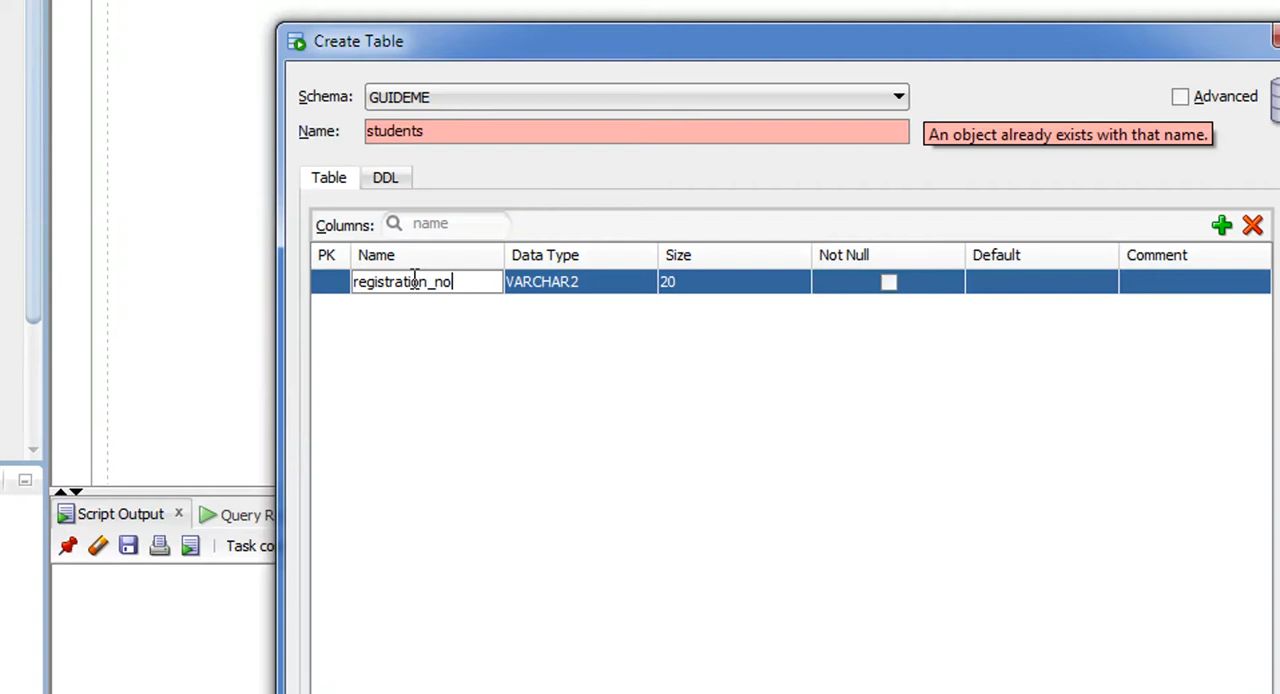 Create Table
Schema: GUIDEME Advanced
Name: students An object already exists with that name.
Table DDL
Columns: name
PK Name Data Type Size Not Null Default Comment
registration_no VARCHAR2 20
Script Output x Query R
Task co